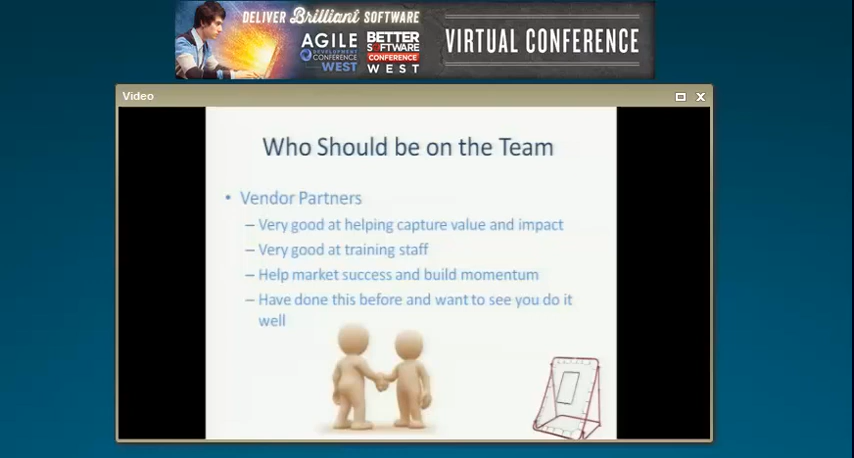 DELIVER Brilliant SOFTWARE
AGILE
DEVELOPMENT
CONFERENCE
WEST
BETTER
SOFTWARE
CONFERENCE
WEST
VIRTUAL CONFERENCE
Video
Who Should be on the Team
• Vendor Partners
– Very good at helping capture value and impact
– Very good at training staff
– Help market success and build momentum
– Have done this before and want to see you do it
well